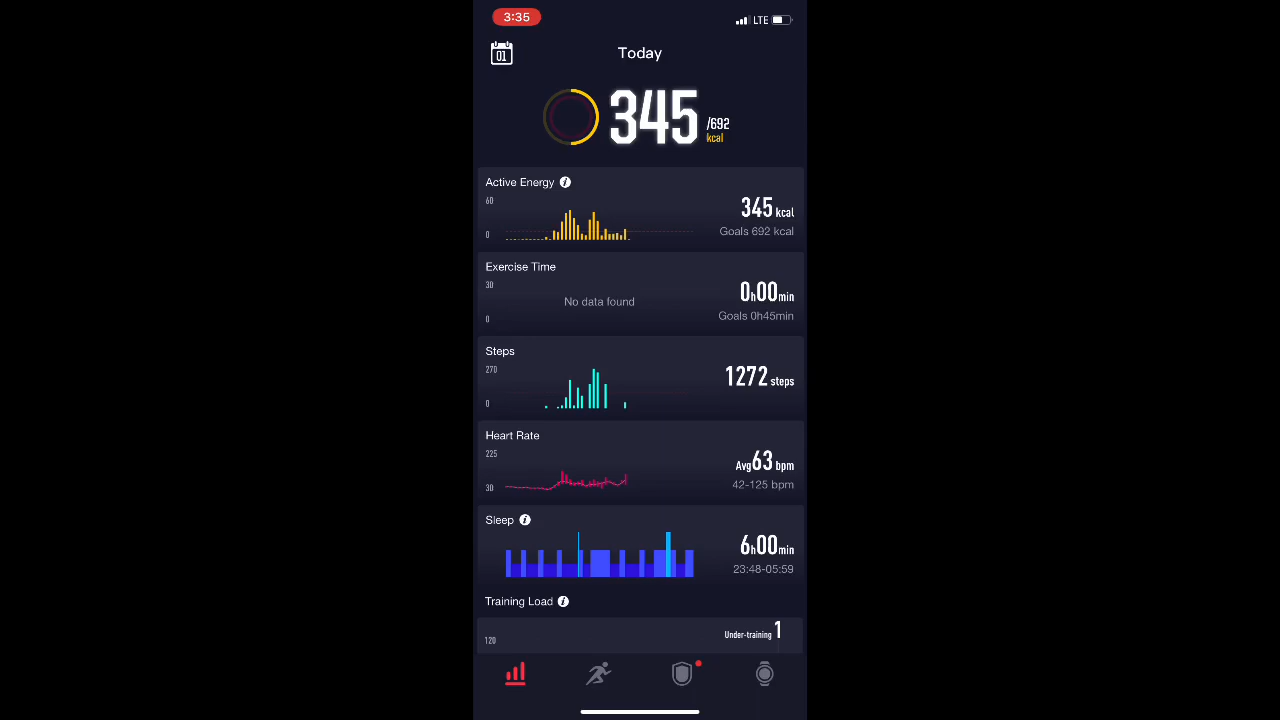 3:35
LTE
01
Today
345 /692 kcal
Active Energy i
60
0
345 kcal
Goals 692 kcal
Exercise Time
30
0
No data found
0h00min
Goals 0h45min
Steps
270
0
1272 steps
Heart Rate
225
30
Avg63 bpm
42-125 bpm
Sleep i
6h00min
23:48-05:59
Training Load i
120
Under-training 1